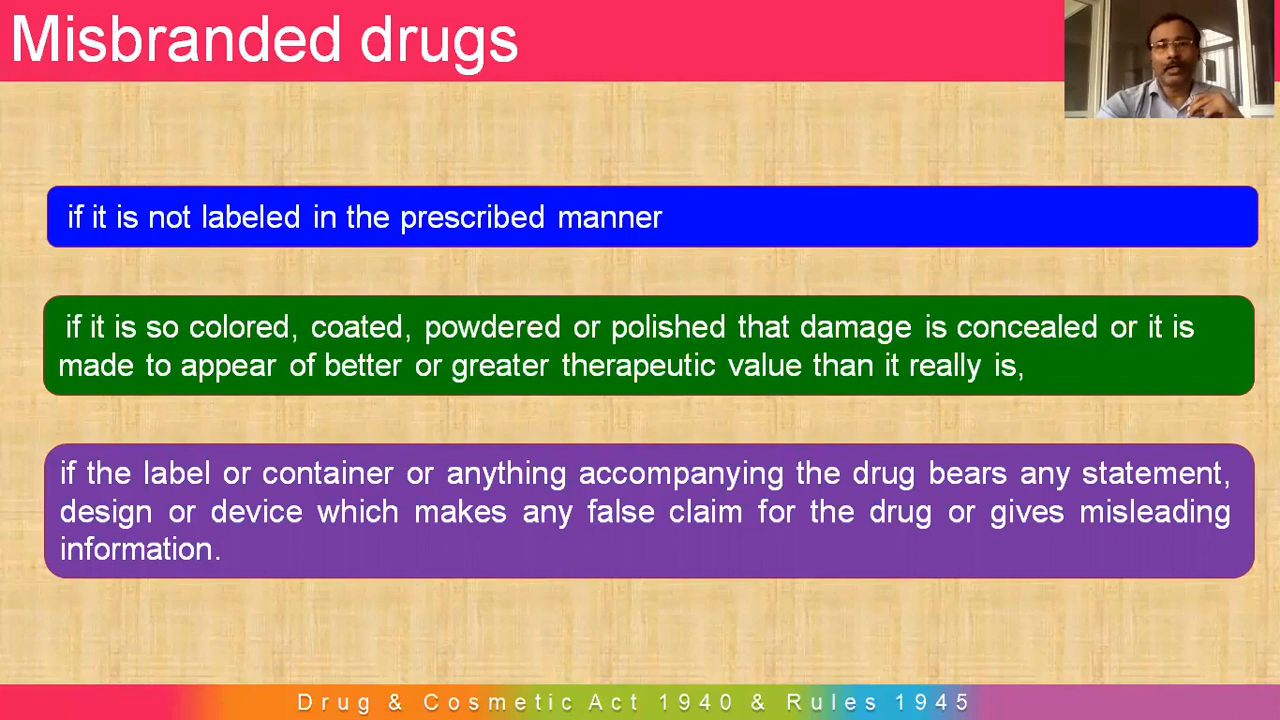 Misbranded drugs
if it is not labeled in the prescribed manner
if it is so colored, coated, powdered or polished that damage is concealed or it is
made to appear of better or greater therapeutic value than it really is,
if the label or container or anything accompanying the drug bears any statement,
design or device which makes any false claim for the drug or gives misleading
information.
Drug & Cosmetic Act 1940 & Rules 1945